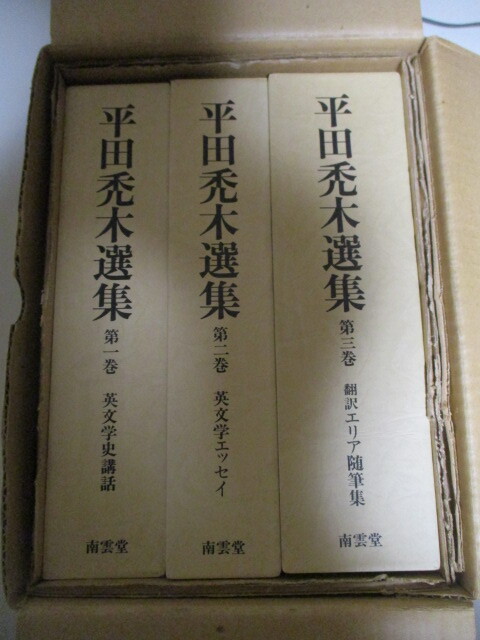 平田禿木選集
第一巻 英文学史講話
南雲堂
平田禿木選集
第二巻 英文学エッセイ
南雲堂
平田禿木選集
第三巻 翻訳エリア随筆集
南雲堂